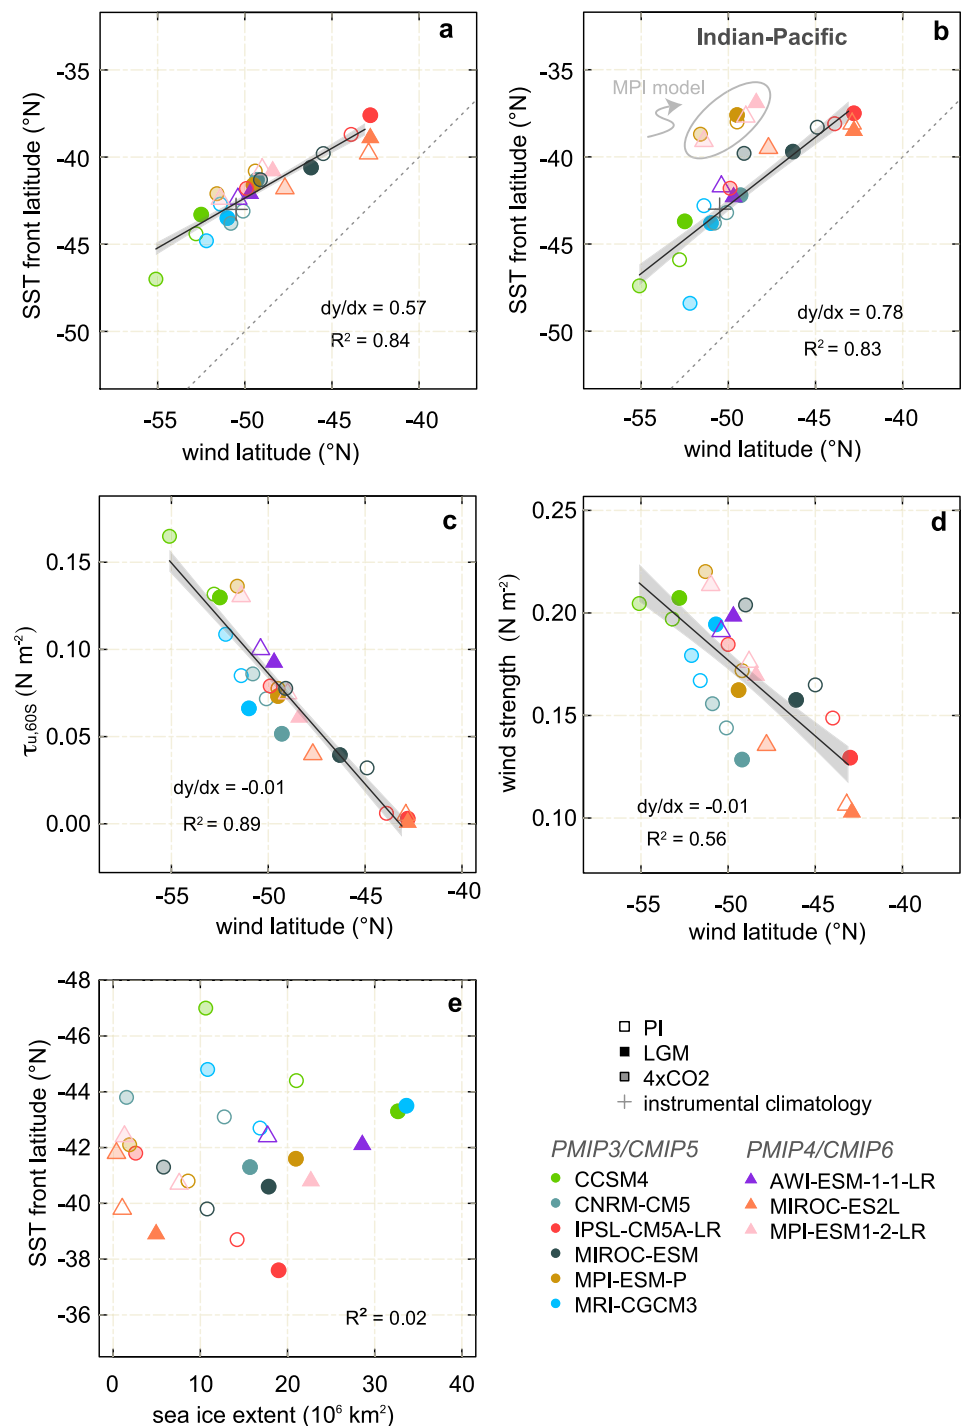 a
-35
-40
-45
-50
SST front latitude (°N)
dy/dx = 0.57
R² = 0.84
-55
-50
-45
-40
wind latitude (°N)
b
Indian-Pacific
MPI model
-35
-40
-45
-50
SST front latitude (°N)
dy/dx = 0.78
R² = 0.83
-55
-50
-45
-40
wind latitude (°N)
c
0.15
0.10
0.05
0.00
τu,60S (N m-2)
dy/dx = -0.01
R² = 0.89
-55
-50
-45
-40
wind latitude (°N)
d
0.25
0.20
0.15
0.10
wind strength (N m-2)
dy/dx = -0.01
R² = 0.56
-55
-50
-45
-40
wind latitude (°N)
e
-48
-46
-44
-42
-40
-38
-36
SST front latitude (°N)
R² = 0.02
0
10
20
30
40
sea ice extent (10⁶ km²)
PI
LGM
4xCO2
instrumental climatology
PMIP3/CMIP5
CCSM4
CNRM-CM5
IPSL-CM5A-LR
MIROC-ESM
MPI-ESM-P
MRI-CGCM3
PMIP4/CMIP6
AWI-ESM-1-1-LR
MIROC-ES2L
MPI-ESM1-2-LR